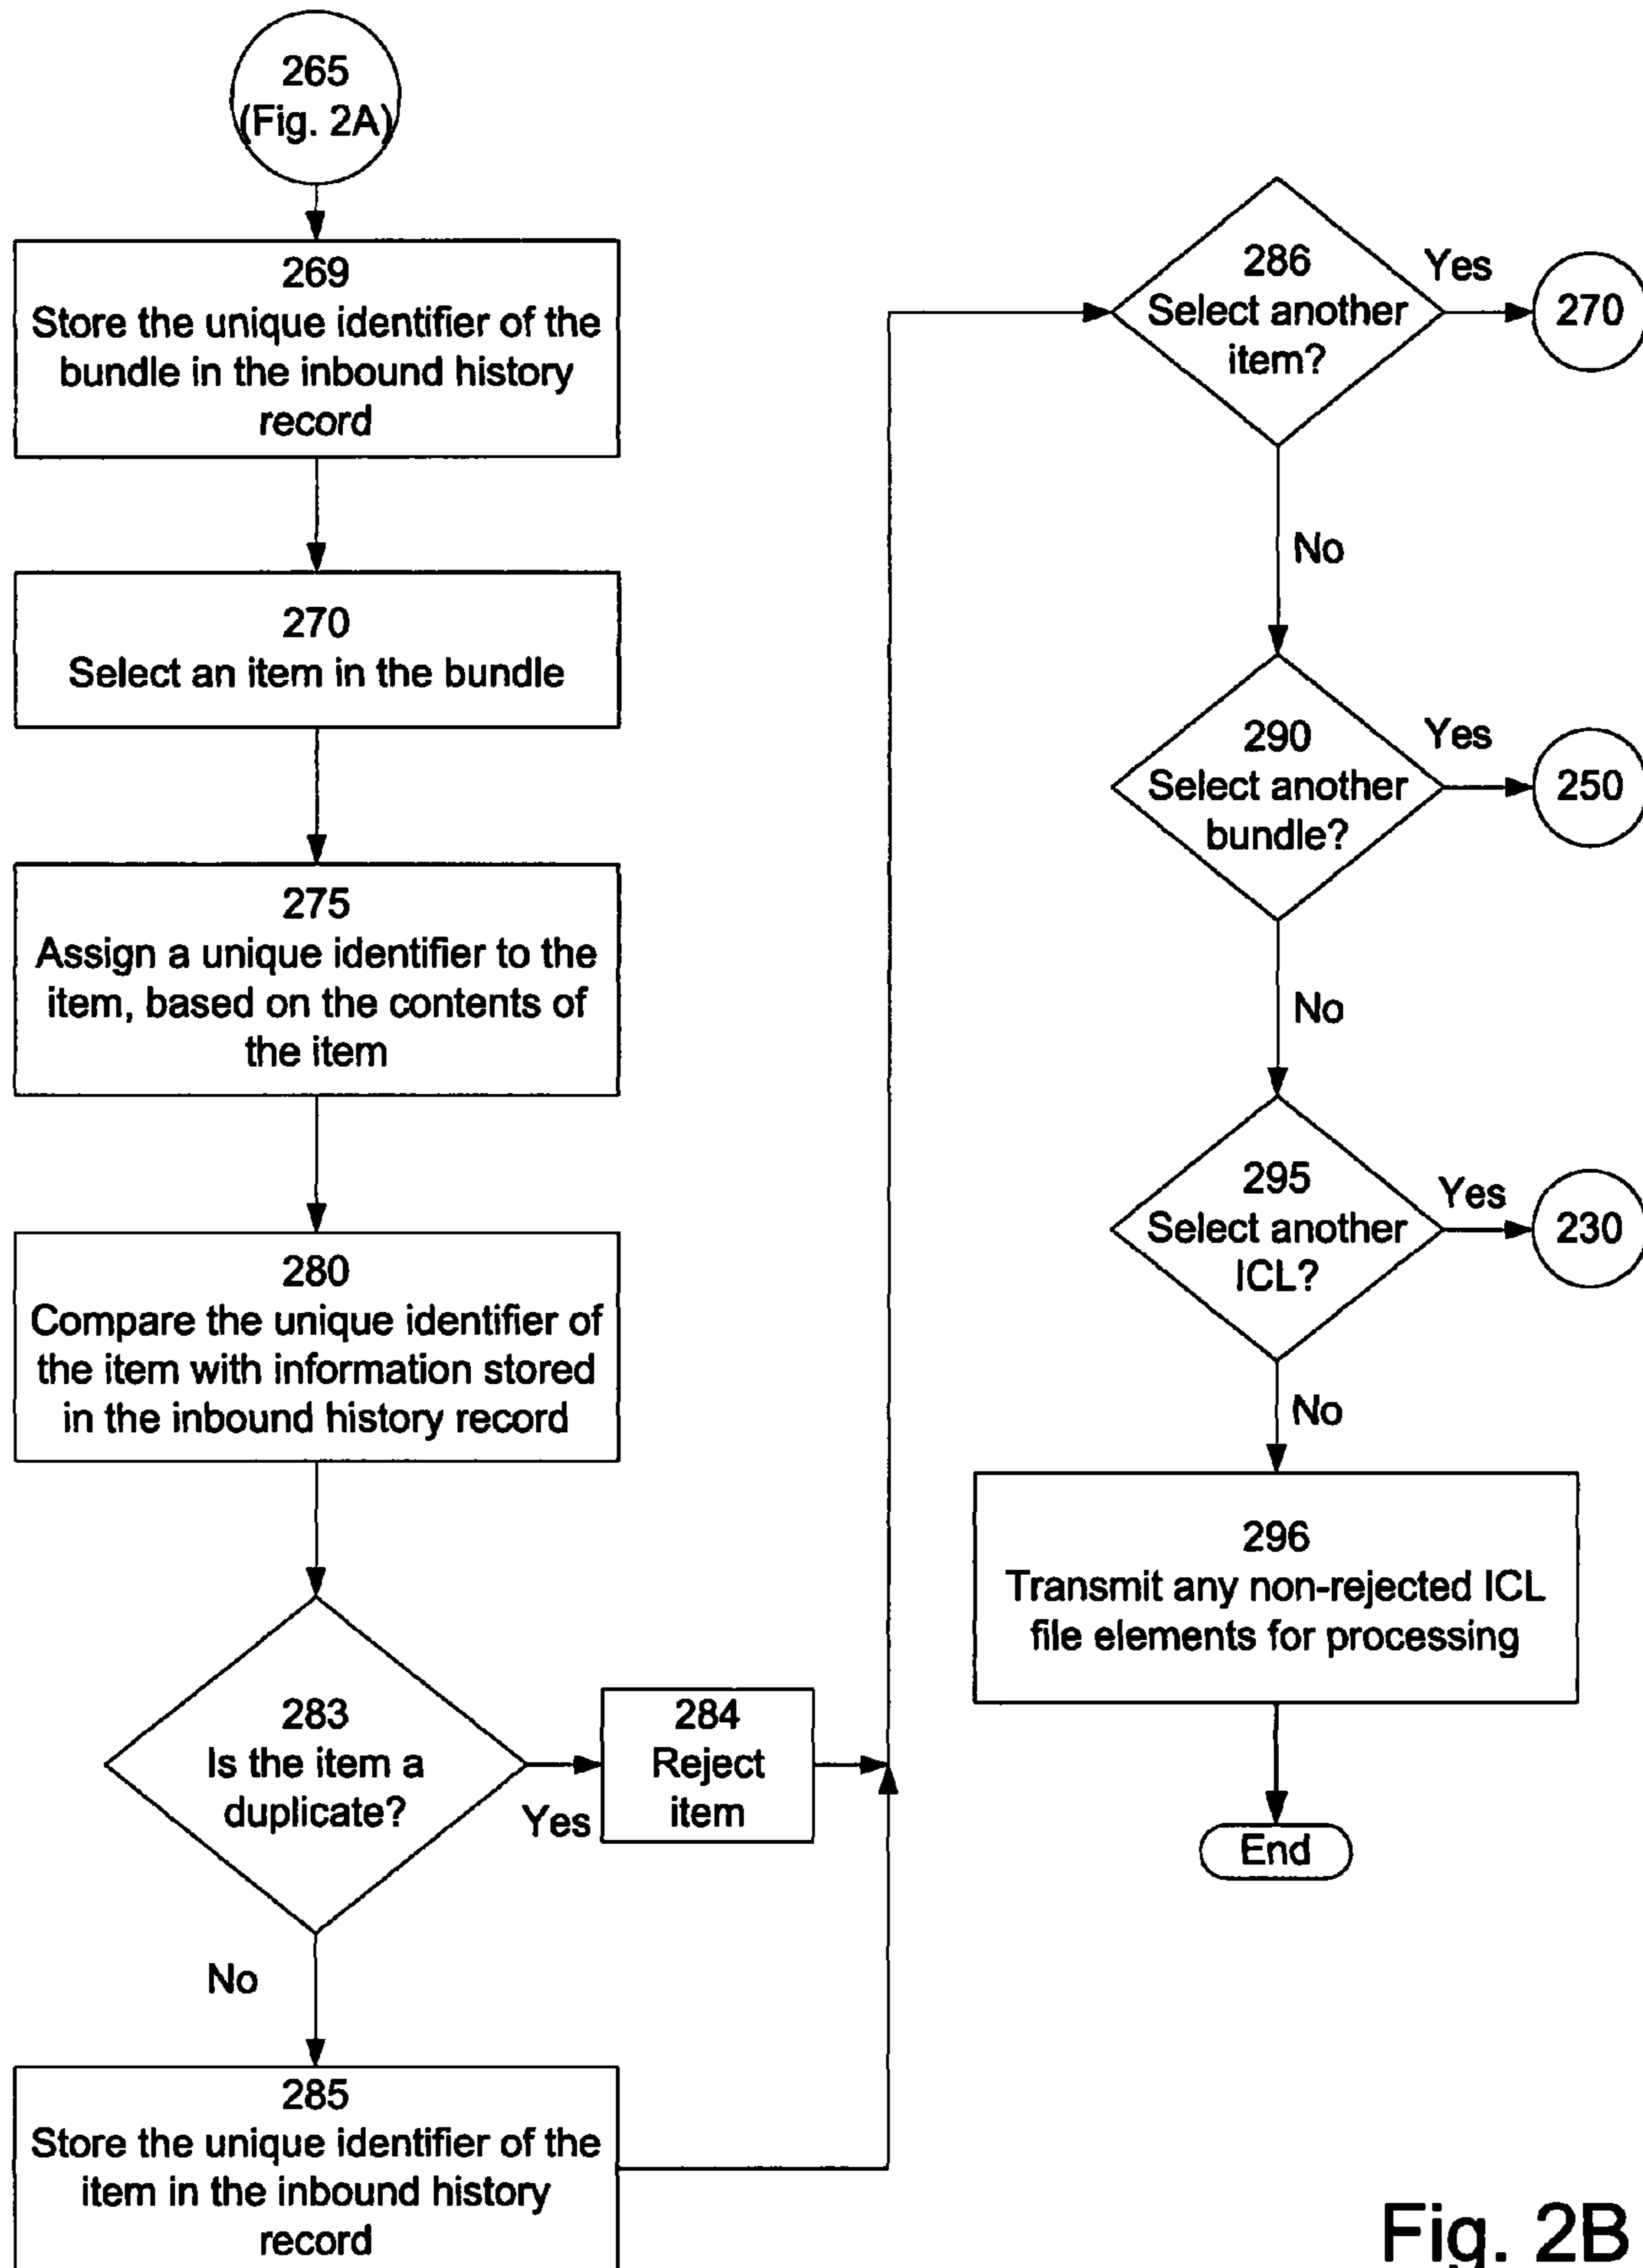 265
(Fig. 2A)
269
Store the unique identifier of the
bundle in the inbound history
record
270
Select an item in the bundle
275
Assign a unique identifier to the
item, based on the contents of
the item
280
Compare the unique identifier of
the item with information stored
in the inbound history record
283
Is the item a
duplicate?
Yes
284
Reject
item
No
285
Store the unique identifier of the
item in the inbound history
record
286
Select another
item?
Yes
270
No
290
Select another
bundle?
Yes
250
No
295
Select another
ICL?
Yes
230
No
296
Transmit any non-rejected ICL
file elements for processing
End
Fig. 2B